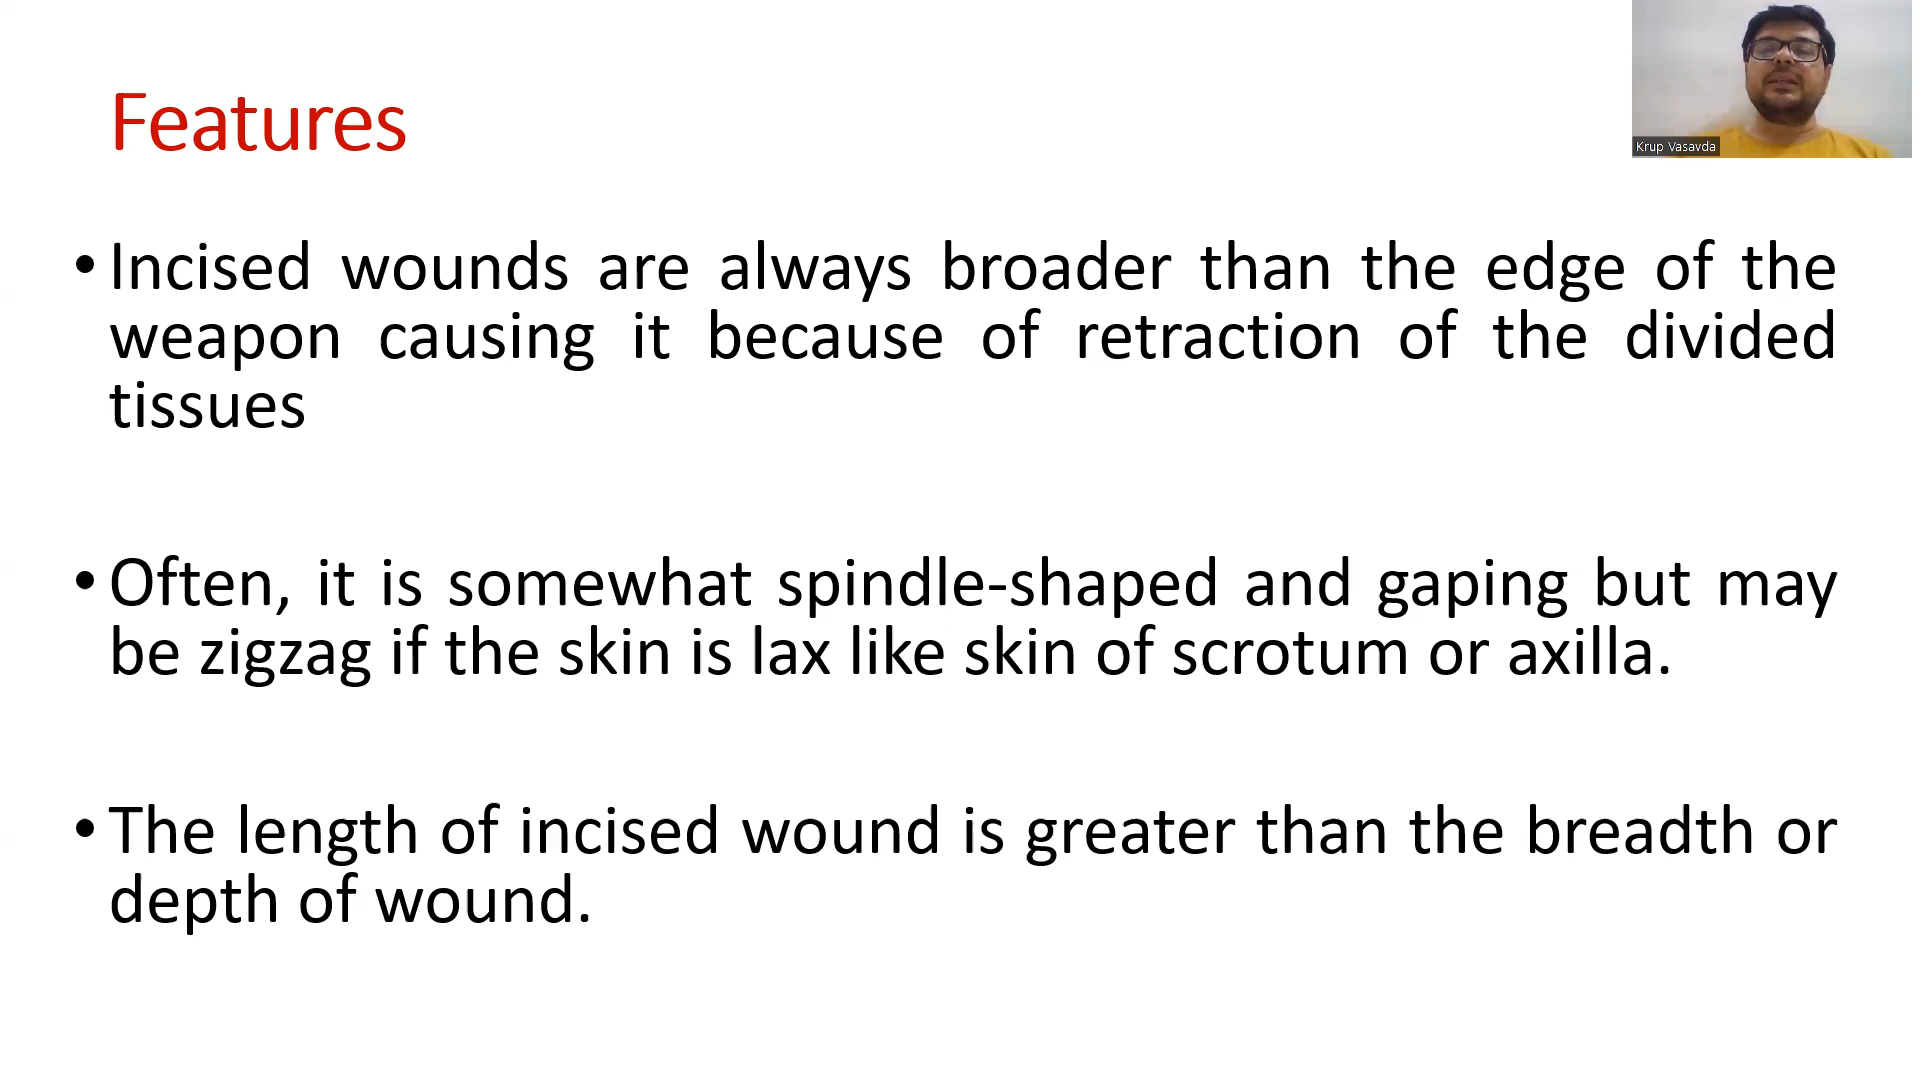 Features
Krup Vasavda
• Incised wounds are always broader than the edge of the
weapon causing it because of retraction of the divided
tissues
• Often, it is somewhat spindle-shaped and gaping but may
be zigzag if the skin is lax like skin of scrotum or axilla.
• The length of incised wound is greater than the breadth or
depth of wound.